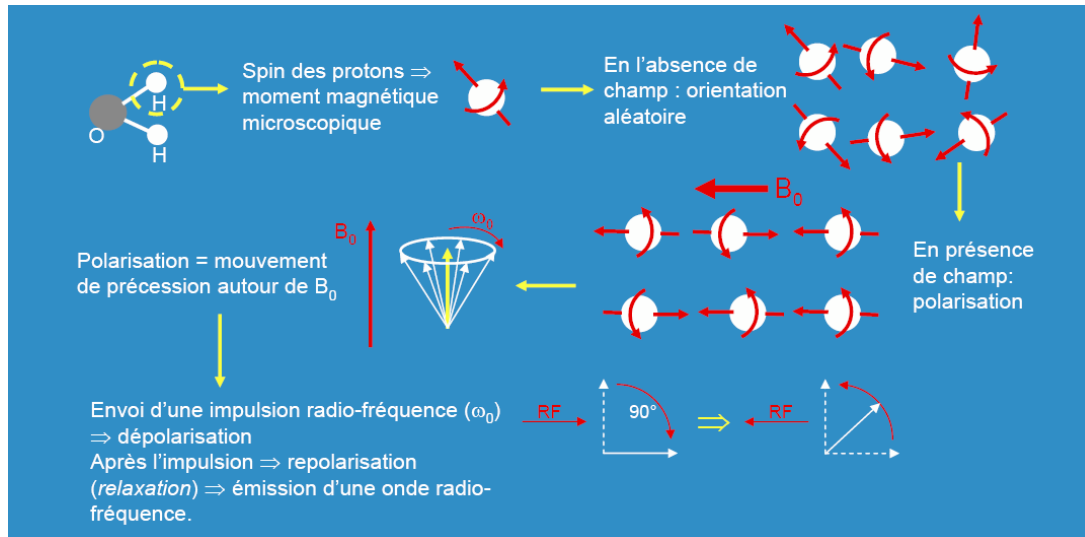 O
H
H
Spin des protons ⇒
moment magnétique
microscopique
En l'absence de
champ : orientation
aléatoire
B₀
En présence
de champ:
polarisation
B₀
ω₀
Polarisation = mouvement
de précession autour de B₀
Envoi d'une impulsion radio-fréquence (ω₀)
⇒ dépolarisation
Après l'impulsion ⇒ repolarisation
(relaxation) ⇒ émission d'une onde radio-
fréquence.
RF
90°
⇒
RF